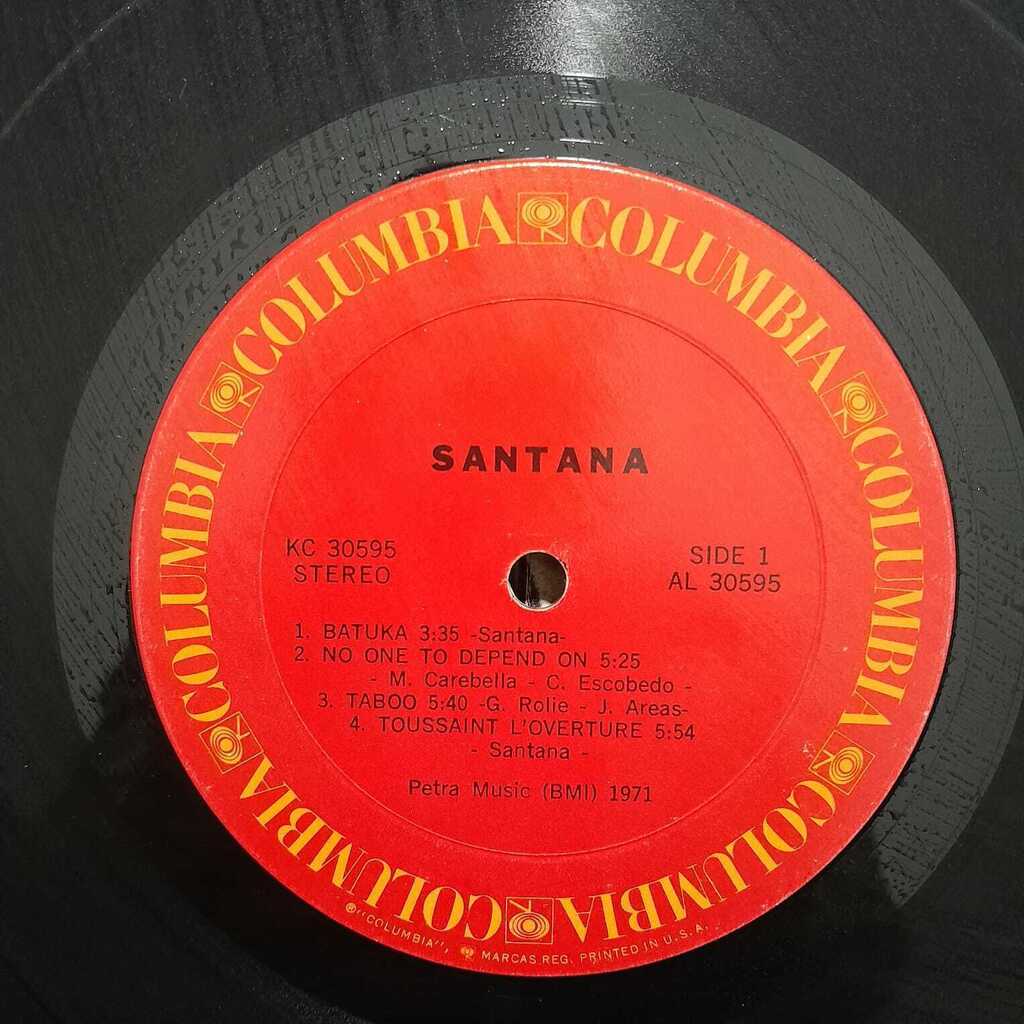 COLUMBIA COLUMBIA COLUMBIA COLUMBIA COLUMBIA COLUMBIA
SANTANA
KC 30595
STEREO
SIDE 1
AL 30595
1. BATUKA 3:35 -Santana-
2. NO ONE TO DEPEND ON 5:25
- M. Carebella - C. Escobedo -
3. TABOO 5:40 -G. Rolie - J. Areas-
4. TOUSSAINT L'OVERTURE 5:54
- Santana -
Petra Music (BMI) 1971
® "COLUMBIA", MARCAS REG. PRINTED IN U.S.A.